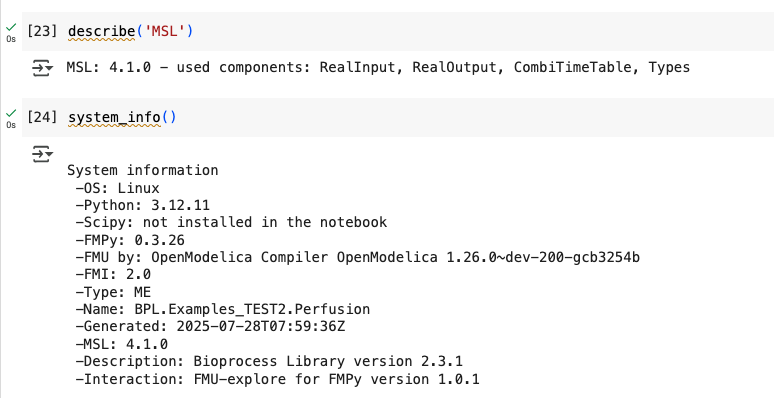 [23] describe('MSL')
0s
MSL: 4.1.0 - used components: RealInput, RealOutput, CombiTimeTable, Types
[24] system_info()
0s
System information
-OS: Linux
-Python: 3.12.11
-Scipy: not installed in the notebook
-FMPy: 0.3.26
-FMU by: OpenModelica Compiler OpenModelica 1.26.0~dev-200-gcb3254b
-FMI: 2.0
-Type: ME
-Name: BPL.Examples_TEST2.Perfusion
-Generated: 2025-07-28T07:59:36Z
-MSL: 4.1.0
-Description: Bioprocess Library version 2.3.1
-Interaction: FMU-explore for FMPy version 1.0.1